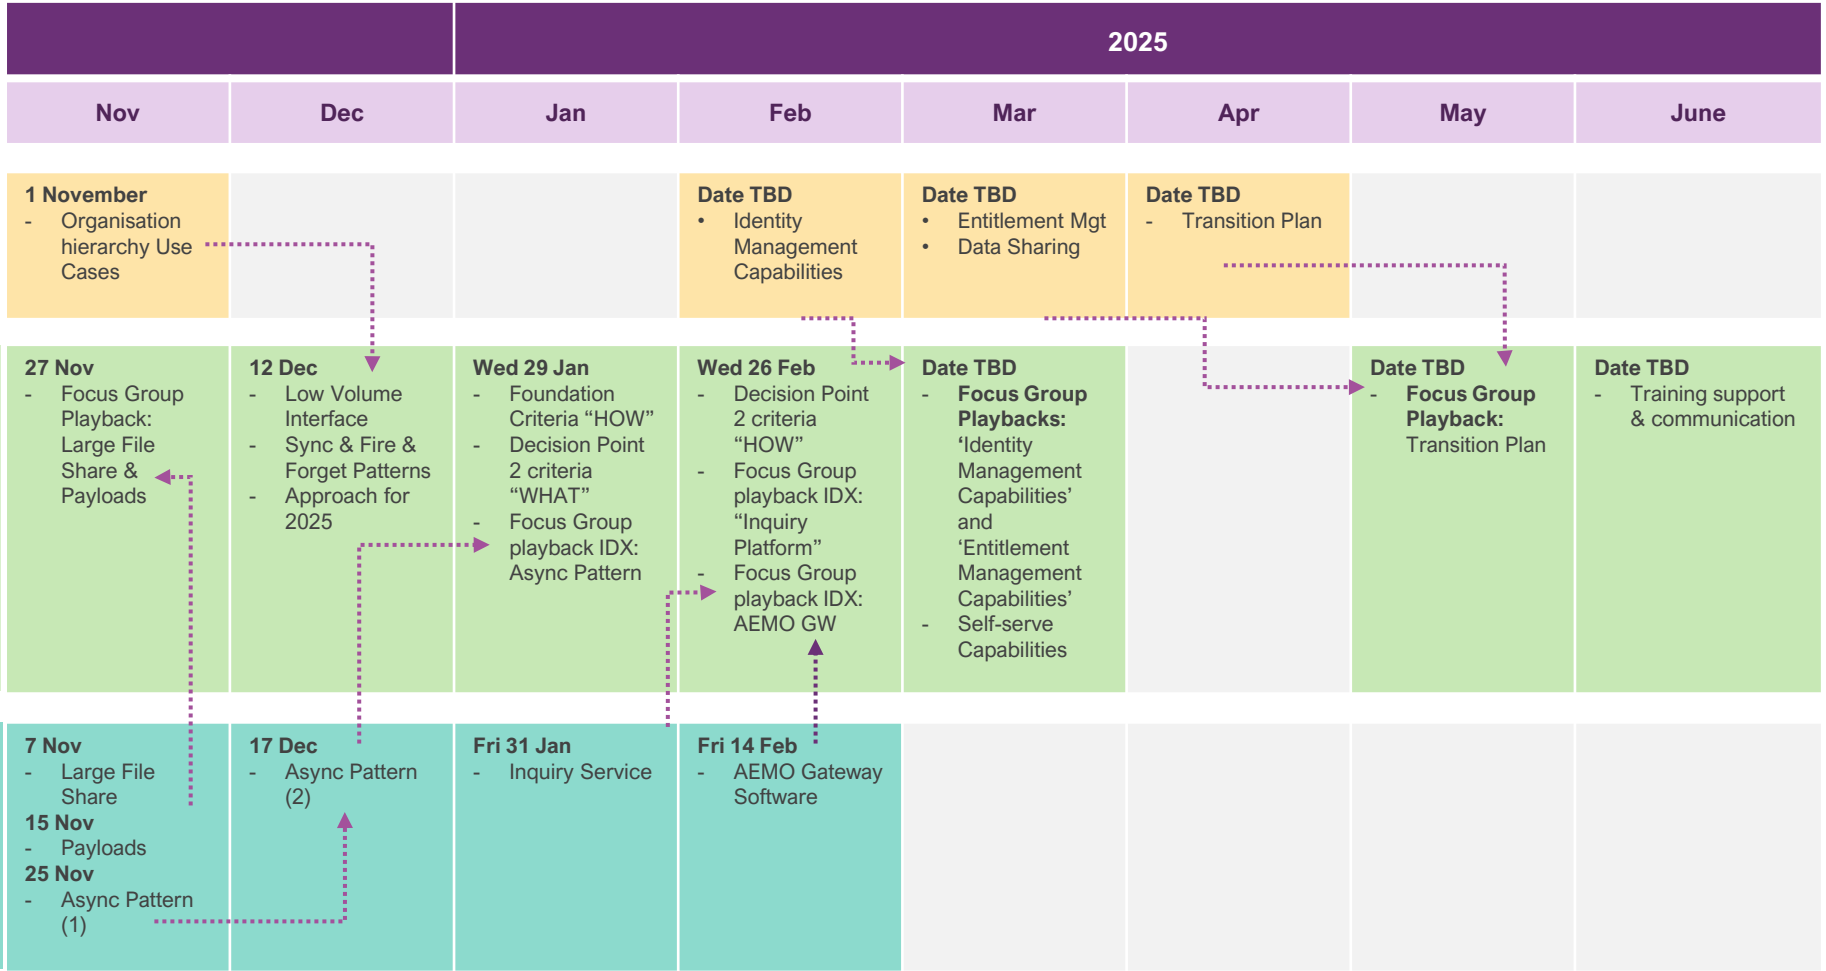 2025
Nov
Dec
Jan
Feb
Mar
Apr
May
June
1 November
- Organisation
hierarchy Use
Cases
Date TBD
• Identity
Management
Capabilities
Date TBD
• Entitlement Mgt
• Data Sharing
Date TBD
- Transition Plan
27 Nov
- Focus Group
Playback:
Large File
Share &
Payloads
12 Dec
- Low Volume
Interface
- Sync & Fire &
Forget Patterns
- Approach for
2025
Wed 29 Jan
- Foundation
Criteria “HOW”
- Decision Point
2 criteria
“WHAT”
- Focus Group
playback IDX:
Async Pattern
Wed 26 Feb
- Decision Point
2 criteria
“HOW”
- Focus Group
playback IDX:
“Inquiry
Platform”
- Focus Group
playback IDX:
AEMO GW
Date TBD
- Focus Group
Playbacks:
‘Identity
Management
Capabilities’
and
‘Entitlement
Management
Capabilities’
- Self-serve
Capabilities
Date TBD
- Focus Group
Playback:
Transition Plan
Date TBD
- Training support
& communication
7 Nov
- Large File
Share
15 Nov
- Payloads
25 Nov
- Async Pattern
(1)
17 Dec
- Async Pattern
(2)
Fri 31 Jan
- Inquiry Service
Fri 14 Feb
- AEMO Gateway
Software